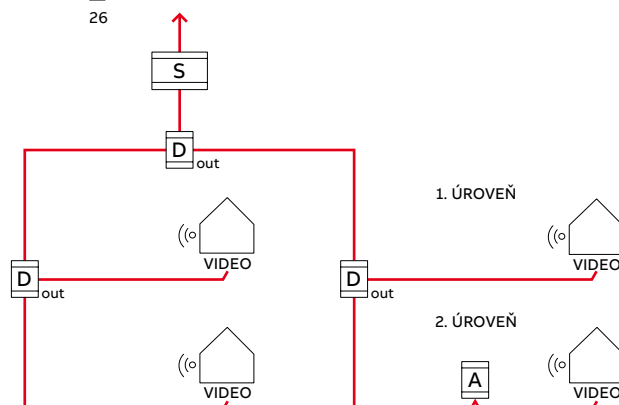 26
S
D
out
1. ÚROVEŇ
VIDEO
VIDEO
D
out
D
out
2. ÚROVEŇ
A
VIDEO
VIDEO